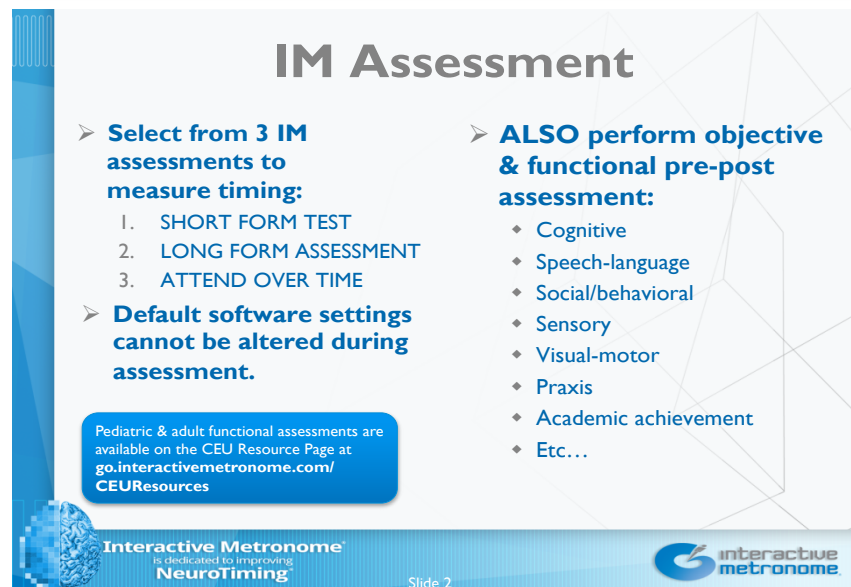 IM Assessment
➢ Select from 3 IM
assessments to
measure timing:
1. SHORT FORM TEST
2. LONG FORM ASSESSMENT
3. ATTEND OVER TIME
➢ Default software settings
cannot be altered during
assessment.
Pediatric & adult functional assessments are
available on the CEU Resource Page at
go.interactivemetronome.com/
CEUResources
➢ ALSO perform objective
& functional pre-post
assessment:
◆ Cognitive
◆ Speech-language
◆ Social/behavioral
◆ Sensory
◆ Visual-motor
◆ Praxis
◆ Academic achievement
◆ Etc…
Interactive Metronome®
is dedicated to improving
NeuroTiming
Slide 2
interactive
metronome.